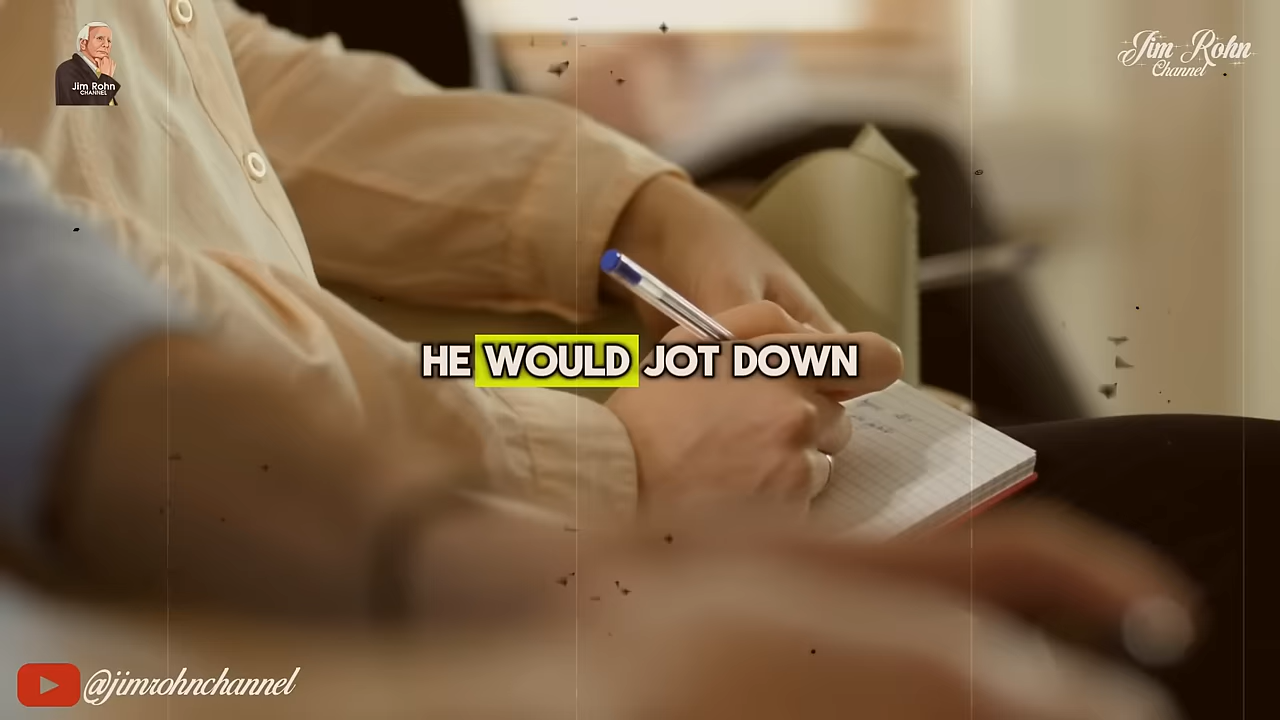 Jim Rohn
CHANNEL
Jim Rohn
Channel
HE WOULD JOT DOWN
@jimrohnchannel